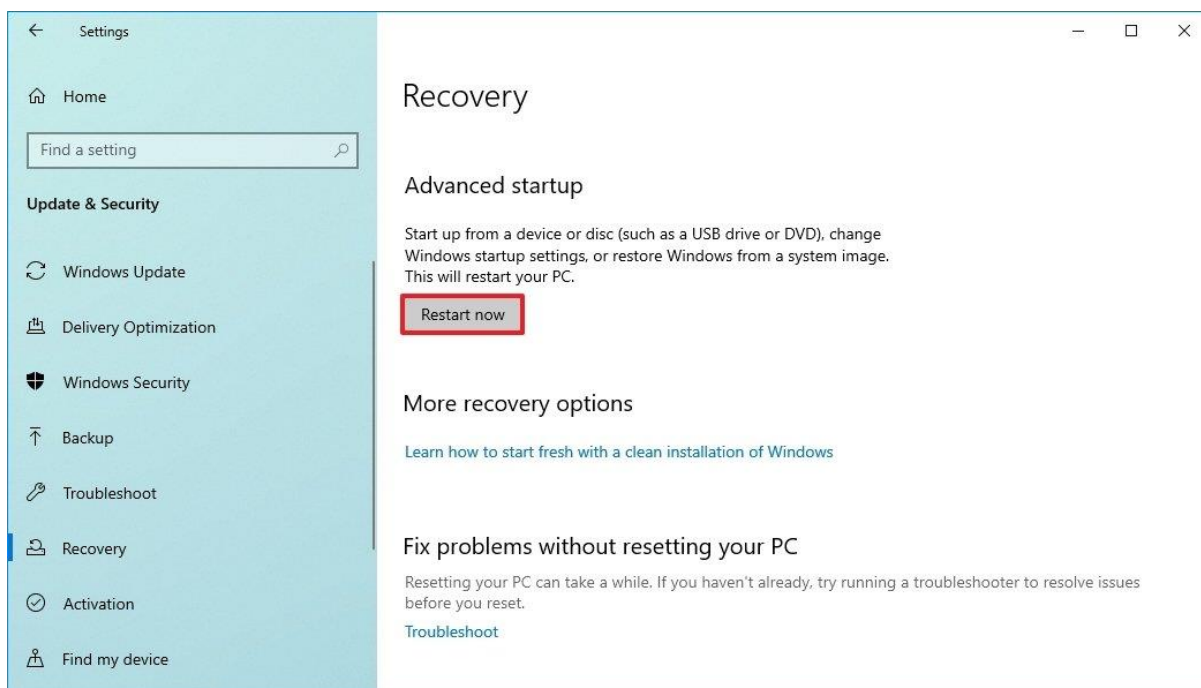 Settings
Home
Find a setting
Update & Security
Windows Update
Delivery Optimization
Windows Security
Backup
Troubleshoot
Recovery
Activation
Find my device
Recovery
Advanced startup
Start up from a device or disc (such as a USB drive or DVD), change
Windows startup settings, or restore Windows from a system image.
This will restart your PC.
Restart now
More recovery options
Learn how to start fresh with a clean installation of Windows
Fix problems without resetting your PC
Resetting your PC can take a while. If you haven't already, try running a troubleshooter to resolve issues
before you reset.
Troubleshoot